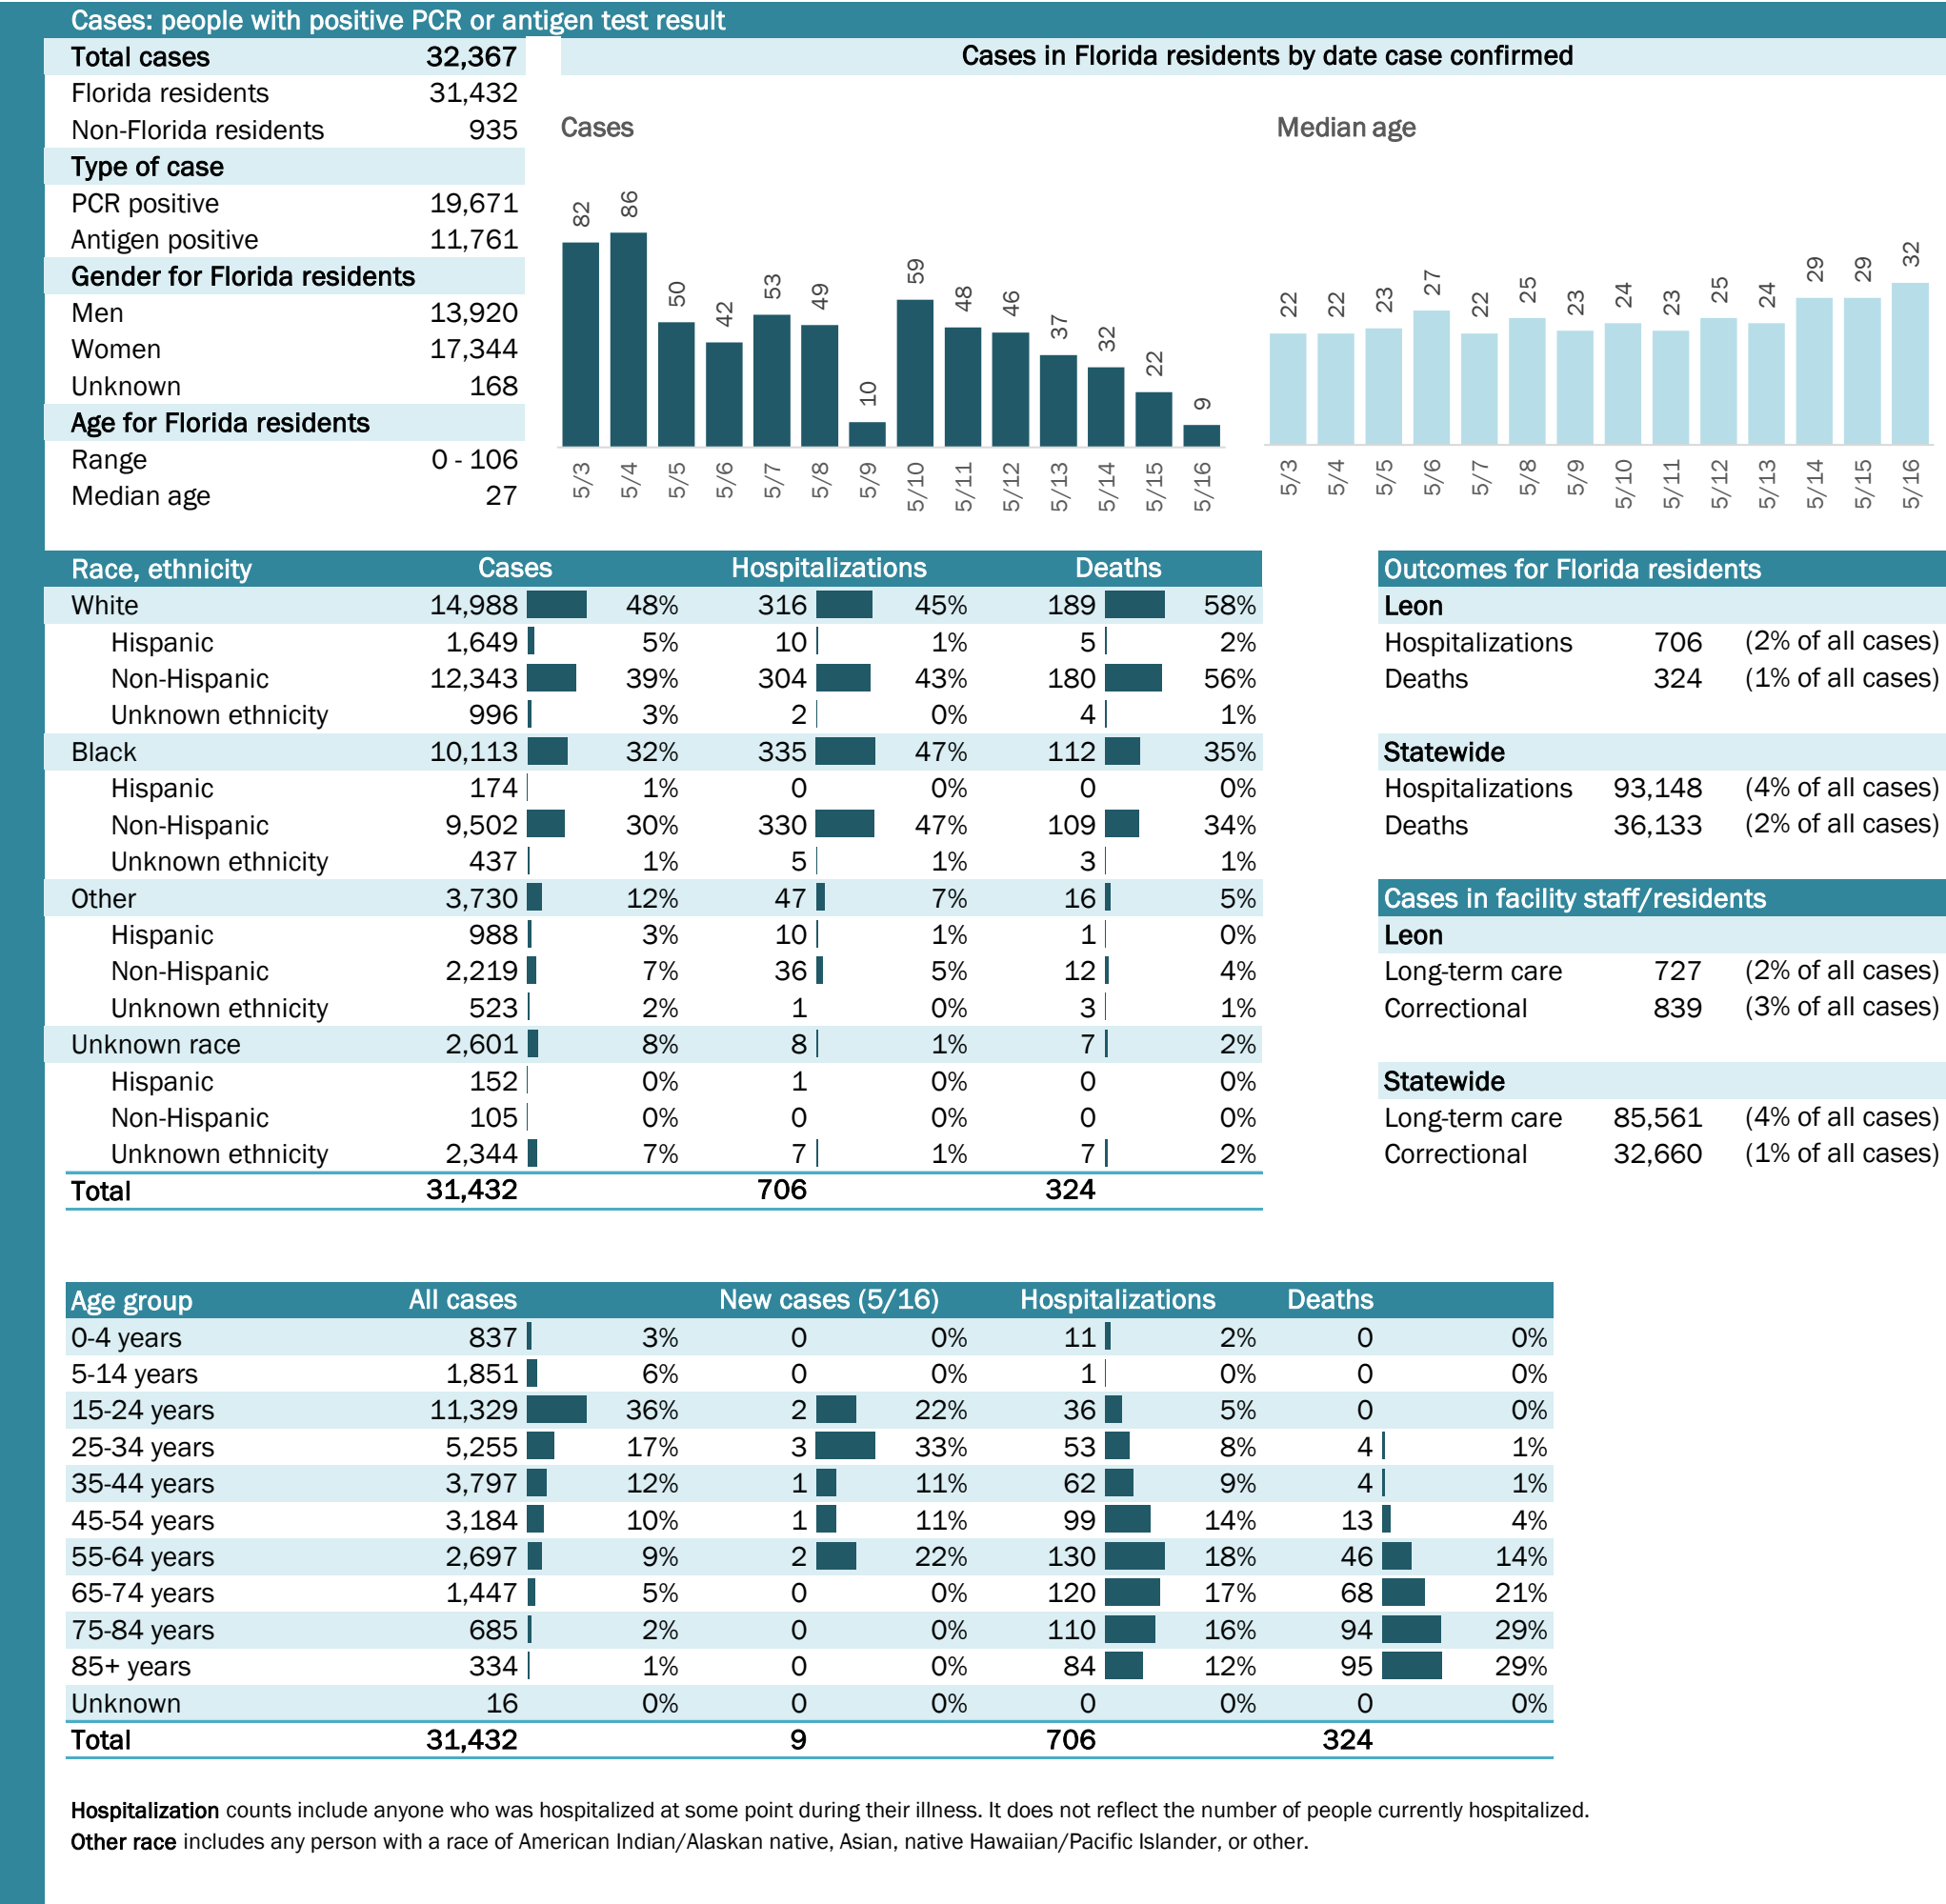 Cases: people with positive PCR or antigen test result
Total cases 32,367
Florida residents 31,432
Non-Florida residents 935
Type of case
PCR positive 19,671
Antigen positive 11,761
Gender for Florida residents
Men 13,920
Women 17,344
Unknown 168
Age for Florida residents
Range 0 - 106
Median age 27
Cases in Florida residents by date case confirmed
Cases
82 86 50 42 53 49 10 59 48 46 37 32 22 9
5/3 5/4 5/5 5/6 5/7 5/8 5/9 5/10 5/11 5/12 5/13 5/14 5/15 5/16
Median age
22 22 23 27 22 25 23 24 23 25 24 29 29 32
5/3 5/4 5/5 5/6 5/7 5/8 5/9 5/10 5/11 5/12 5/13 5/14 5/15 5/16
Race, ethnicity Cases Hospitalizations Deaths
White 14,988 48% 316 45% 189 58%
Hispanic 1,649 5% 10 1% 5 2%
Non-Hispanic 12,343 39% 304 43% 180 56%
Unknown ethnicity 996 3% 2 0% 4 1%
Black 10,113 32% 335 47% 112 35%
Hispanic 174 1% 0 0% 0 0%
Non-Hispanic 9,502 30% 330 47% 109 34%
Unknown ethnicity 437 1% 5 1% 3 1%
Other 3,730 12% 47 7% 16 5%
Hispanic 988 3% 10 1% 1 0%
Non-Hispanic 2,219 7% 36 5% 12 4%
Unknown ethnicity 523 2% 1 0% 3 1%
Unknown race 2,601 8% 8 1% 7 2%
Hispanic 152 0% 1 0% 0 0%
Non-Hispanic 105 0% 0 0% 0 0%
Unknown ethnicity 2,344 7% 7 1% 7 2%
Total 31,432 706 324
Outcomes for Florida residents
Leon
Hospitalizations 706 (2% of all cases)
Deaths 324 (1% of all cases)
Statewide
Hospitalizations 93,148 (4% of all cases)
Deaths 36,133 (2% of all cases)
Cases in facility staff/residents
Leon
Long-term care 727 (2% of all cases)
Correctional 839 (3% of all cases)
Statewide
Long-term care 85,561 (4% of all cases)
Correctional 32,660 (1% of all cases)
Age group All cases New cases (5/16) Hospitalizations Deaths
0-4 years 837 3% 0 0% 11 2% 0 0%
5-14 years 1,851 6% 0 0% 1 0% 0 0%
15-24 years 11,329 36% 2 22% 36 5% 0 0%
25-34 years 5,255 17% 3 33% 53 8% 4 1%
35-44 years 3,797 12% 1 11% 62 9% 4 1%
45-54 years 3,184 10% 1 11% 99 14% 13 4%
55-64 years 2,697 9% 2 22% 130 18% 46 14%
65-74 years 1,447 5% 0 0% 120 17% 68 21%
75-84 years 685 2% 0 0% 110 16% 94 29%
85+ years 334 1% 0 0% 84 12% 95 29%
Unknown 16 0% 0 0% 0 0% 0 0%
Total 31,432 9 706 324
Hospitalization counts include anyone who was hospitalized at some point during their illness. It does not reflect the number of people currently hospitalized.
Other race includes any person with a race of American Indian/Alaskan native, Asian, native Hawaiian/Pacific Islander, or other.